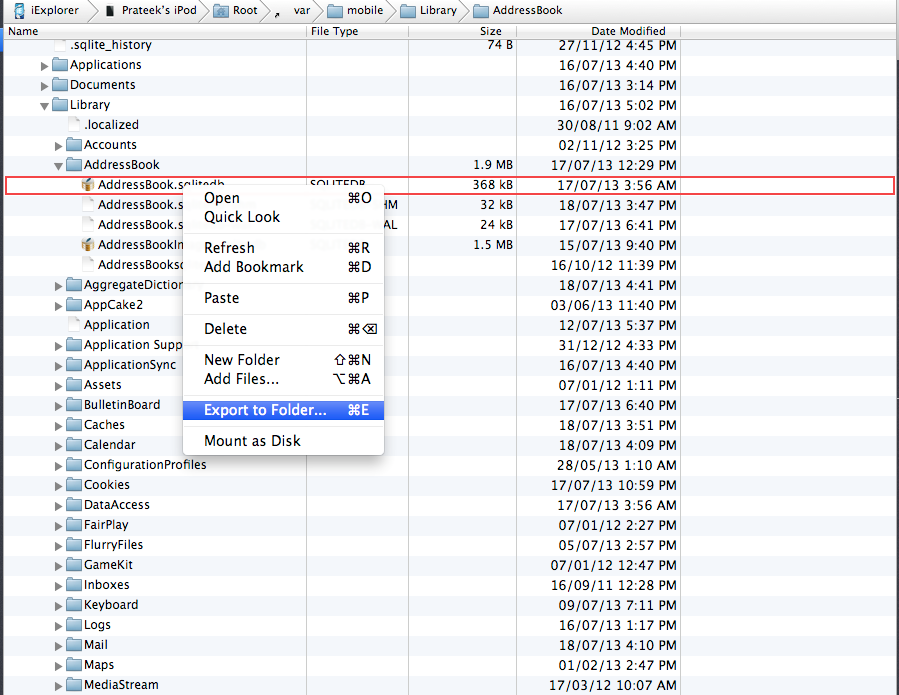 iExplorer Prateek's iPod Root var mobile Library AddressBook
Name File Type Size Date Modified
.sqlite_history 74 B 27/11/12 4:45 PM
Applications 16/07/13 4:40 PM
Documents 16/07/13 3:14 PM
Library 16/07/13 5:02 PM
.localized 30/08/11 9:02 AM
Accounts 02/11/12 3:25 PM
AddressBook 1.9 MB 17/07/13 12:29 PM
AddressBook.sqlitedb SQLITEDB 368 kB 17/07/13 3:56 AM
AddressBook.s HM 32 kB 18/07/13 3:47 PM
AddressBook.s AL 24 kB 17/07/13 6:41 PM
AddressBookIm 1.5 MB 15/07/13 9:40 PM
AddressBooks 16/10/12 11:39 PM
AggregateDiction 18/07/13 4:41 PM
AppCake2 03/06/13 11:40 PM
Application 12/07/13 5:37 PM
Application Supp 31/12/12 4:33 PM
ApplicationSync 16/07/13 4:40 PM
Assets 07/01/12 1:11 PM
BulletinBoard 17/07/13 6:40 PM
Caches 18/07/13 3:51 PM
Calendar 18/07/13 4:09 PM
ConfigurationProfiles 28/05/13 1:10 AM
Cookies 17/07/13 10:59 PM
DataAccess 17/07/13 3:56 AM
FairPlay 07/01/12 2:27 PM
FlurryFiles 05/07/13 2:57 PM
GameKit 07/01/12 12:47 PM
Inboxes 16/09/11 12:28 PM
Keyboard 09/07/13 7:11 PM
Logs 16/07/13 1:17 PM
Mail 18/07/13 4:10 PM
Maps 01/02/13 2:47 PM
MediaStream 17/03/12 10:07 AM
Open ⌘O
Quick Look
Refresh ⌘R
Add Bookmark ⌘D
Paste ⌘P
Delete ⌘⌫
New Folder ⇧⌘N
Add Files... ⌥⌘A
Export to Folder... ⌘E
Mount as Disk